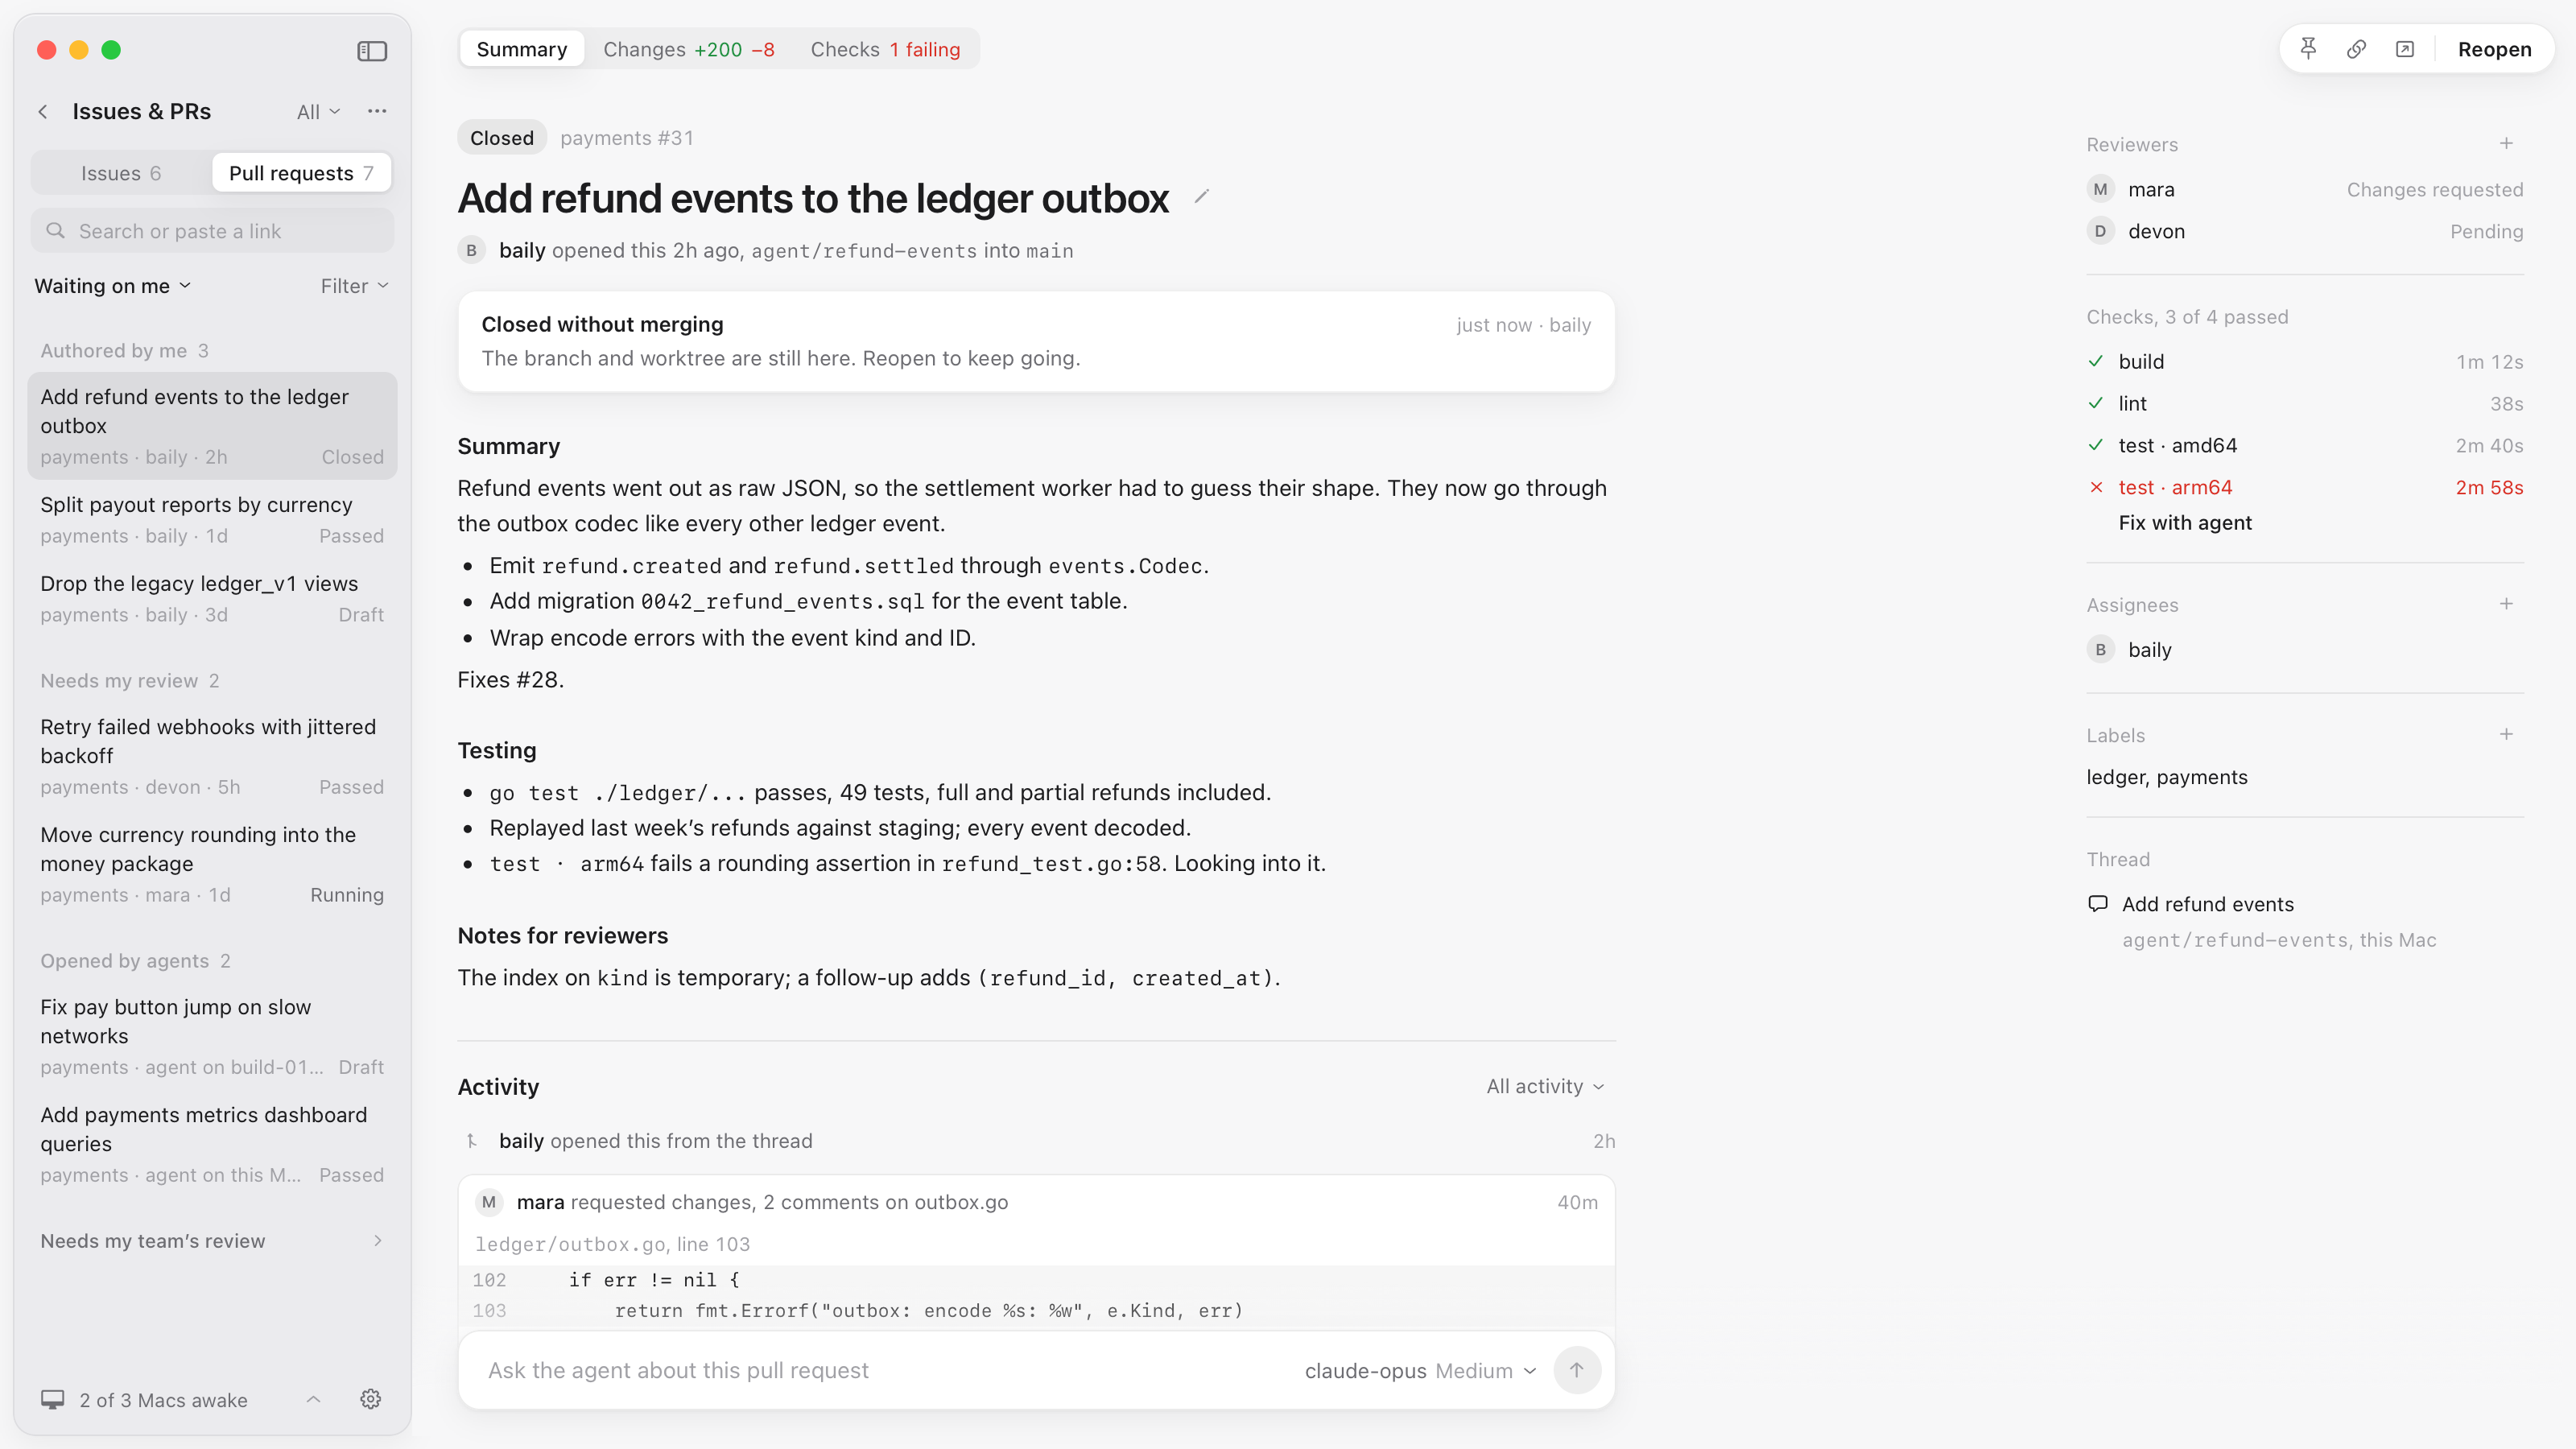 Issues & PRs
All
Issues 6
Pull requests 7
Search or paste a link
Waiting on me
Filter
Authored by me 3
Add refund events to the ledger
outbox
payments · baily · 2h Closed
Split payout reports by currency
payments · baily · 1d Passed
Drop the legacy ledger_v1 views
payments · baily · 3d Draft
Needs my review 2
Retry failed webhooks with jittered
backoff
payments · devon · 5h Passed
Move currency rounding into the
money package
payments · mara · 1d Running
Opened by agents 2
Fix pay button jump on slow
networks
payments · agent on build-01… Draft
Add payments metrics dashboard
queries
payments · agent on this M… Passed
Needs my team’s review
2 of 3 Macs awake
Summary
Changes +200 −8
Checks 1 failing
Reopen
Closed payments #31
Add refund events to the ledger outbox
B baily opened this 2h ago, agent/refund-events into main
Closed without merging just now · baily
The branch and worktree are still here. Reopen to keep going.
Summary
Refund events went out as raw JSON, so the settlement worker had to guess their shape. They now go through
the outbox codec like every other ledger event.
• Emit refund.created and refund.settled through events.Codec.
• Add migration 0042_refund_events.sql for the event table.
• Wrap encode errors with the event kind and ID.
Fixes #28.
Testing
• go test ./ledger/... passes, 49 tests, full and partial refunds included.
• Replayed last week’s refunds against staging; every event decoded.
• test · arm64 fails a rounding assertion in refund_test.go:58. Looking into it.
Notes for reviewers
The index on kind is temporary; a follow-up adds (refund_id, created_at).
Activity
All activity
baily opened this from the thread 2h
M mara requested changes, 2 comments on outbox.go 40m
ledger/outbox.go, line 103
102 if err != nil {
103 return fmt.Errorf("outbox: encode %s: %w", e.Kind, err)
Ask the agent about this pull request
claude-opus Medium
Reviewers
M mara Changes requested
D devon Pending
Checks, 3 of 4 passed
build 1m 12s
lint 38s
test · amd64 2m 40s
test · arm64 2m 58s
Fix with agent
Assignees
B baily
Labels
ledger, payments
Thread
Add refund events
agent/refund-events, this Mac